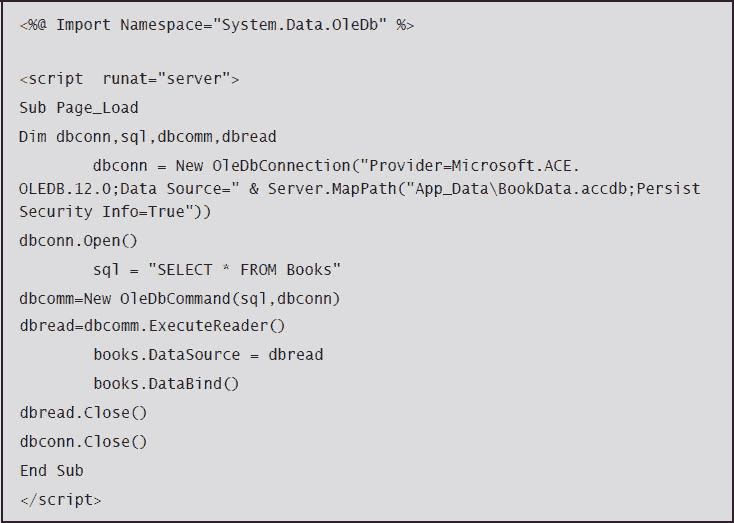 <%@ Import Namespace="System.Data.OleDb" %>
<script  runat="server">
Sub Page_Load
Dim dbconn,sql,dbcomm,dbread
        dbconn = New OleDbConnection("Provider=Microsoft.ACE.
OLEDB.12.0;Data Source=" & Server.MapPath("App_Data\BookData.accdb;Persist
Security Info=True"))
dbconn.Open()
        sql = "SELECT * FROM Books"
dbcomm=New OleDbCommand(sql,dbconn)
dbread=dbcomm.ExecuteReader()
        books.DataSource = dbread
        books.DataBind()
dbread.Close()
dbconn.Close()
End Sub
</script>